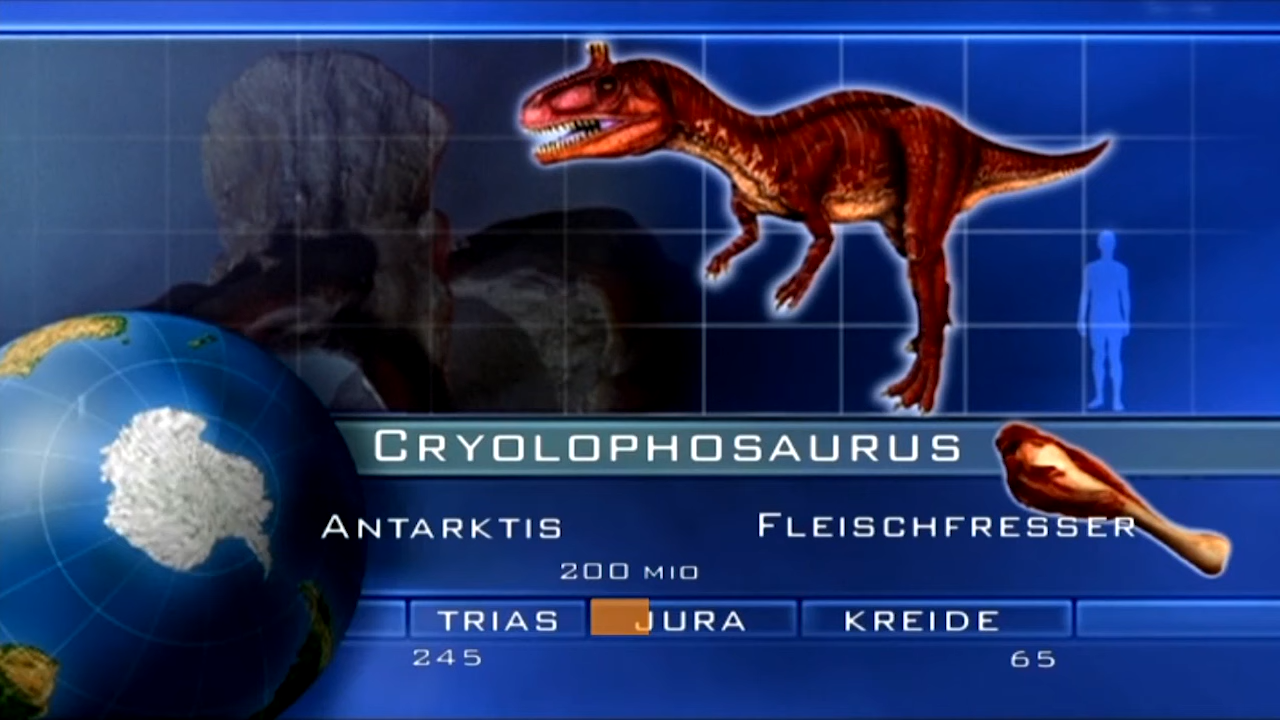 CRYOLOPHOSAURUS
ANTARKTIS FLEISCHFRESSER
200 MIO
TRIAS JURA KREIDE
245 65